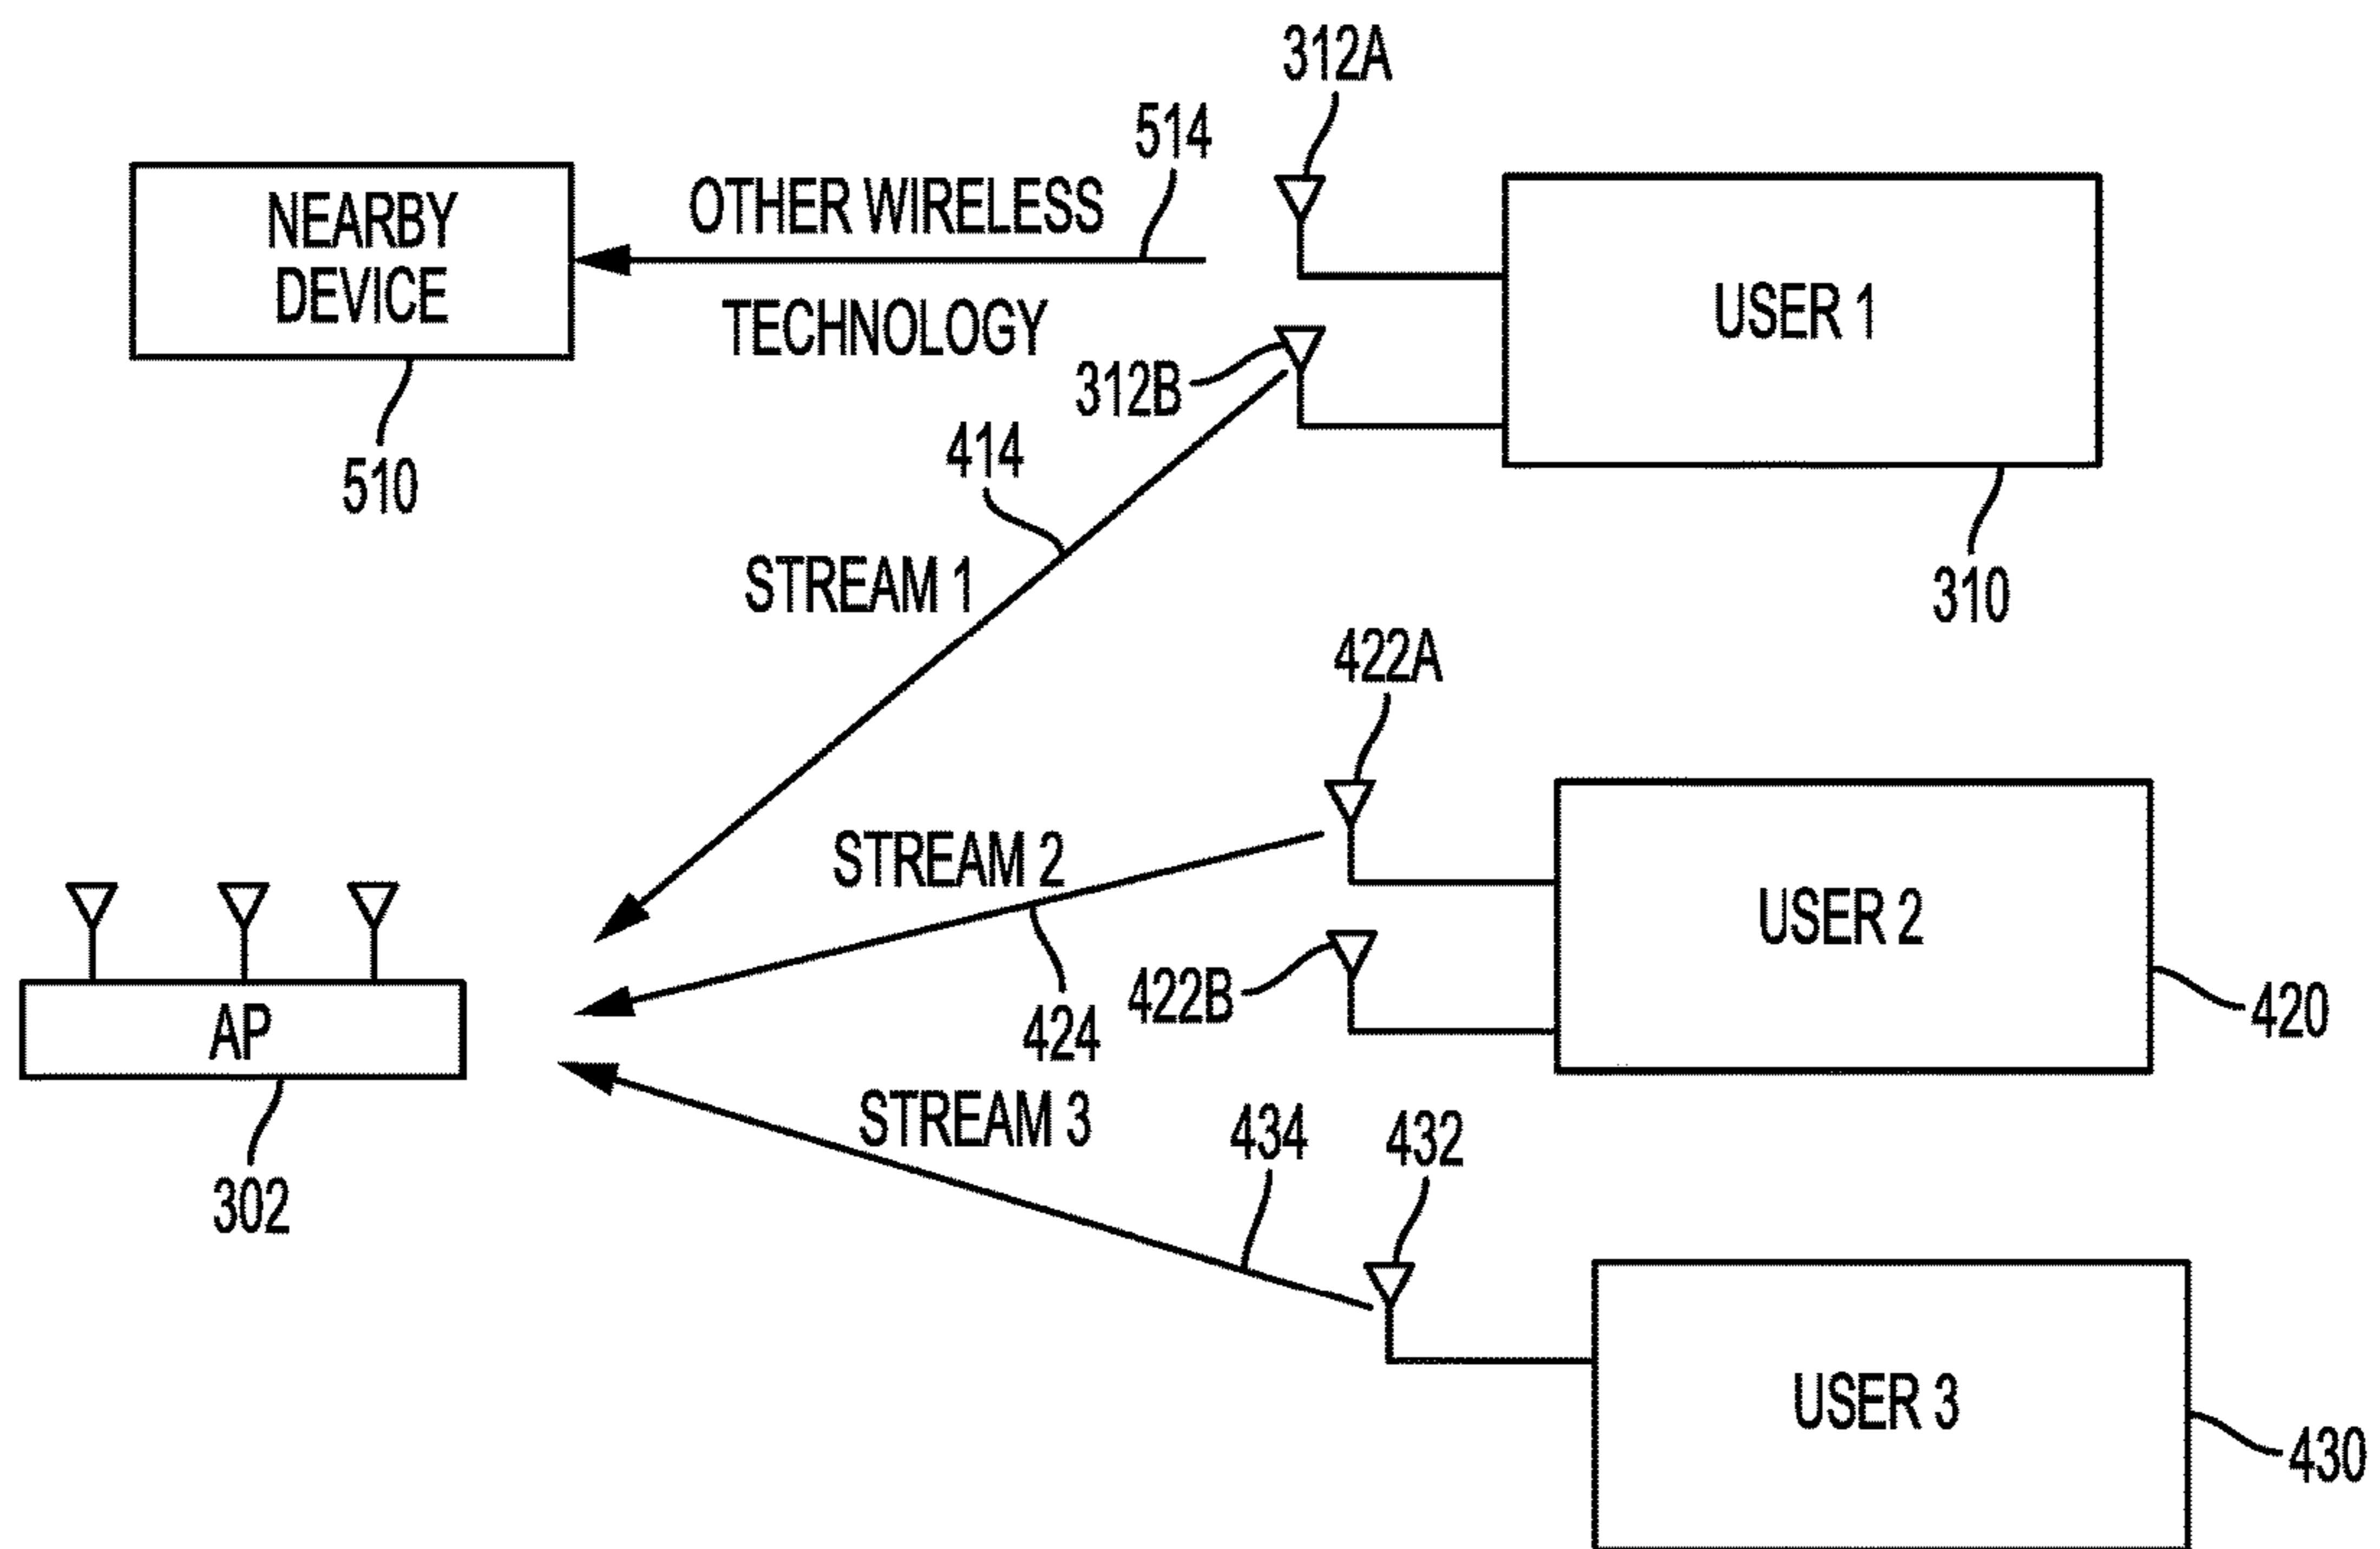 312A
514
OTHER WIRELESS
TECHNOLOGY
NEARBY
DEVICE
510
312B
USER 1
310
414
STREAM 1
422A
STREAM 2
424
422B
USER 2
420
AP
302
STREAM 3
434
432
USER 3
430